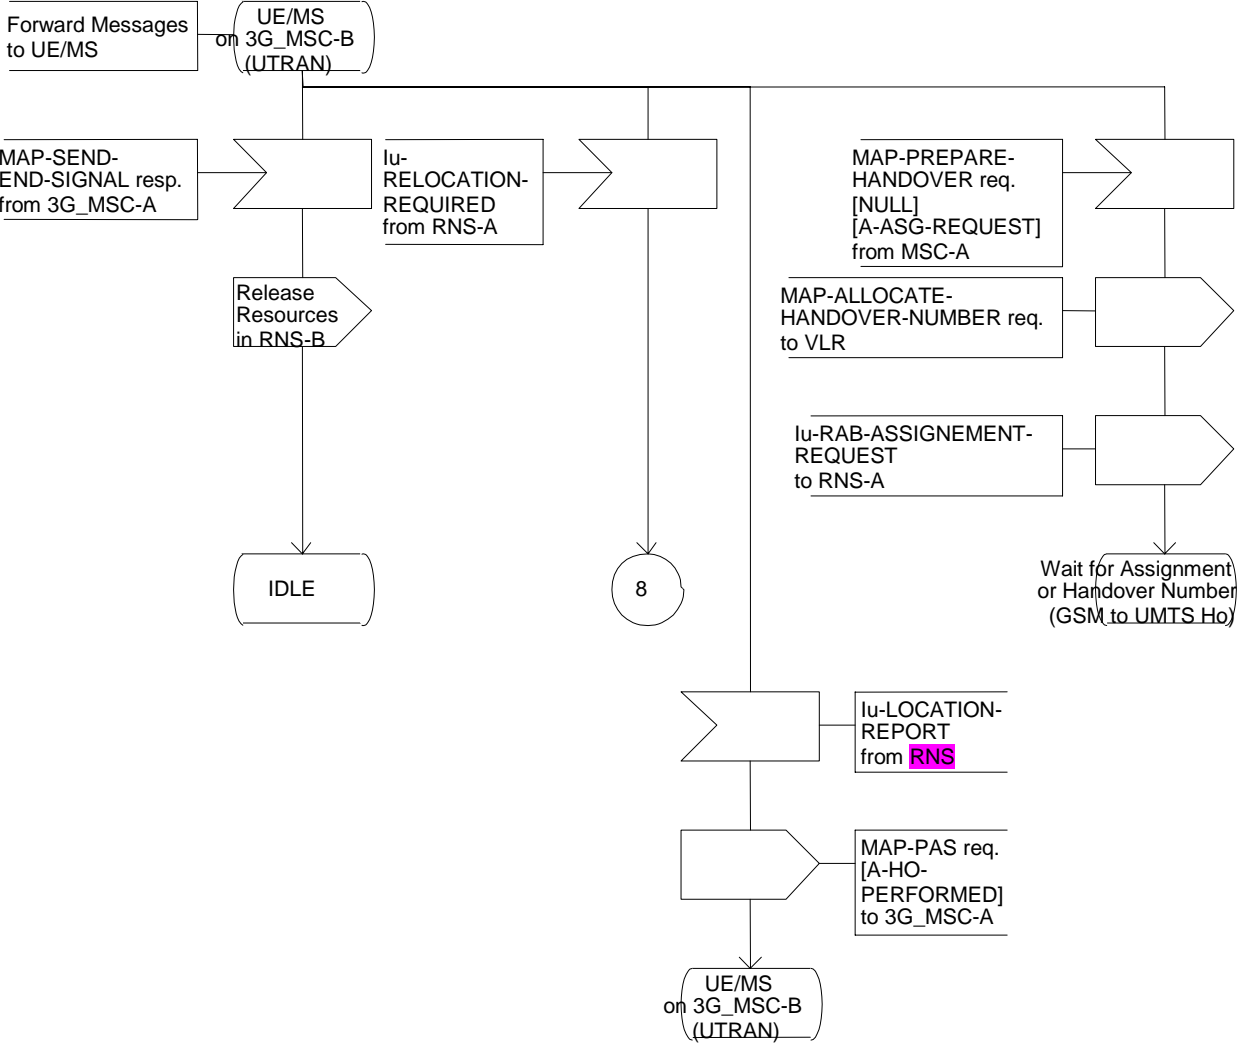 Forward Messages
to UE/MS
UE/MS
on 3G_MSC-B
(UTRAN)
MAP-SEND-
END-SIGNAL resp.
from 3G_MSC-A
Iu-
RELOCATION-
REQUIRED
from RNS-A
MAP-PREPARE-
HANDOVER req.
[NULL]
[A-ASG-REQUEST]
from MSC-A
Release
Resources
in RNS-B
MAP-ALLOCATE-
HANDOVER-NUMBER req.
to VLR
Iu-RAB-ASSIGNEMENT-
REQUEST
to RNS-A
IDLE
8
Wait for Assignment
or Handover Number
(GSM to UMTS Ho)
Iu-LOCATION-
REPORT
from RNS
MAP-PAS req.
[A-HO-
PERFORMED]
to 3G_MSC-A
UE/MS
on 3G_MSC-B
(UTRAN)